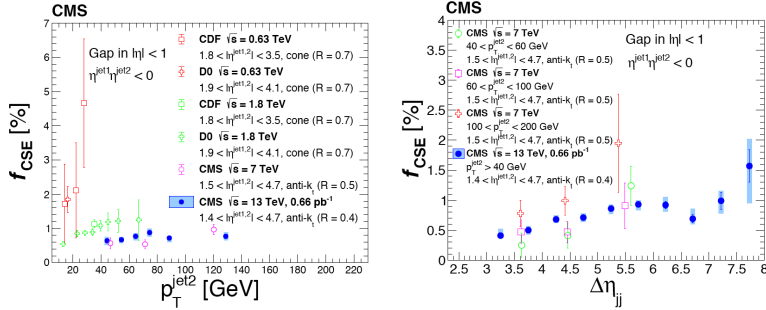 CMS
f_CSE [%]
7
6
5
4
3
2
1
0
Gap in |η| < 1
η^jet1 η^jet2 < 0
CDF √s = 0.63 TeV
1.8 < |η^jet1,2| < 3.5, cone (R = 0.7)
D0 √s = 0.63 TeV
1.9 < |η^jet1,2| < 4.1, cone (R = 0.7)
CDF √s = 1.8 TeV
1.8 < |η^jet1,2| < 3.5, cone (R = 0.7)
D0 √s = 1.8 TeV
1.9 < |η^jet1,2| < 4.1, cone (R = 0.7)
CMS √s = 7 TeV
1.5 < |η^jet1,2| < 4.7, anti-k_t (R = 0.5)
CMS √s = 13 TeV, 0.66 pb⁻¹
1.4 < |η^jet1,2| < 4.7, anti-k_t (R = 0.4)
20 40 60 80 100 120 140 160 180 200 220
p_T^jet2 [GeV]
CMS
f_CSE [%]
4
3.5
3
2.5
2
1.5
1
0.5
0
CMS √s = 7 TeV
40 < p_T^jet2 < 60 GeV
1.5 < |η^jet1,2| < 4.7, anti-k_t (R = 0.5)
CMS √s = 7 TeV
60 < p_T^jet2 < 100 GeV
1.5 < |η^jet1,2| < 4.7, anti-k_t (R = 0.5)
CMS √s = 7 TeV
100 < p_T^jet2 < 200 GeV
1.5 < |η^jet1,2| < 4.7, anti-k_t (R = 0.5)
CMS √s = 13 TeV, 0.66 pb⁻¹
p_T^jet2 > 40 GeV
1.4 < |η^jet1,2| < 4.7, anti-k_t (R = 0.4)
Gap in |η| < 1
η^jet1 η^jet2 < 0
2.5 3 3.5 4 4.5 5 5.5 6 6.5 7 7.5 8
Δη_jj